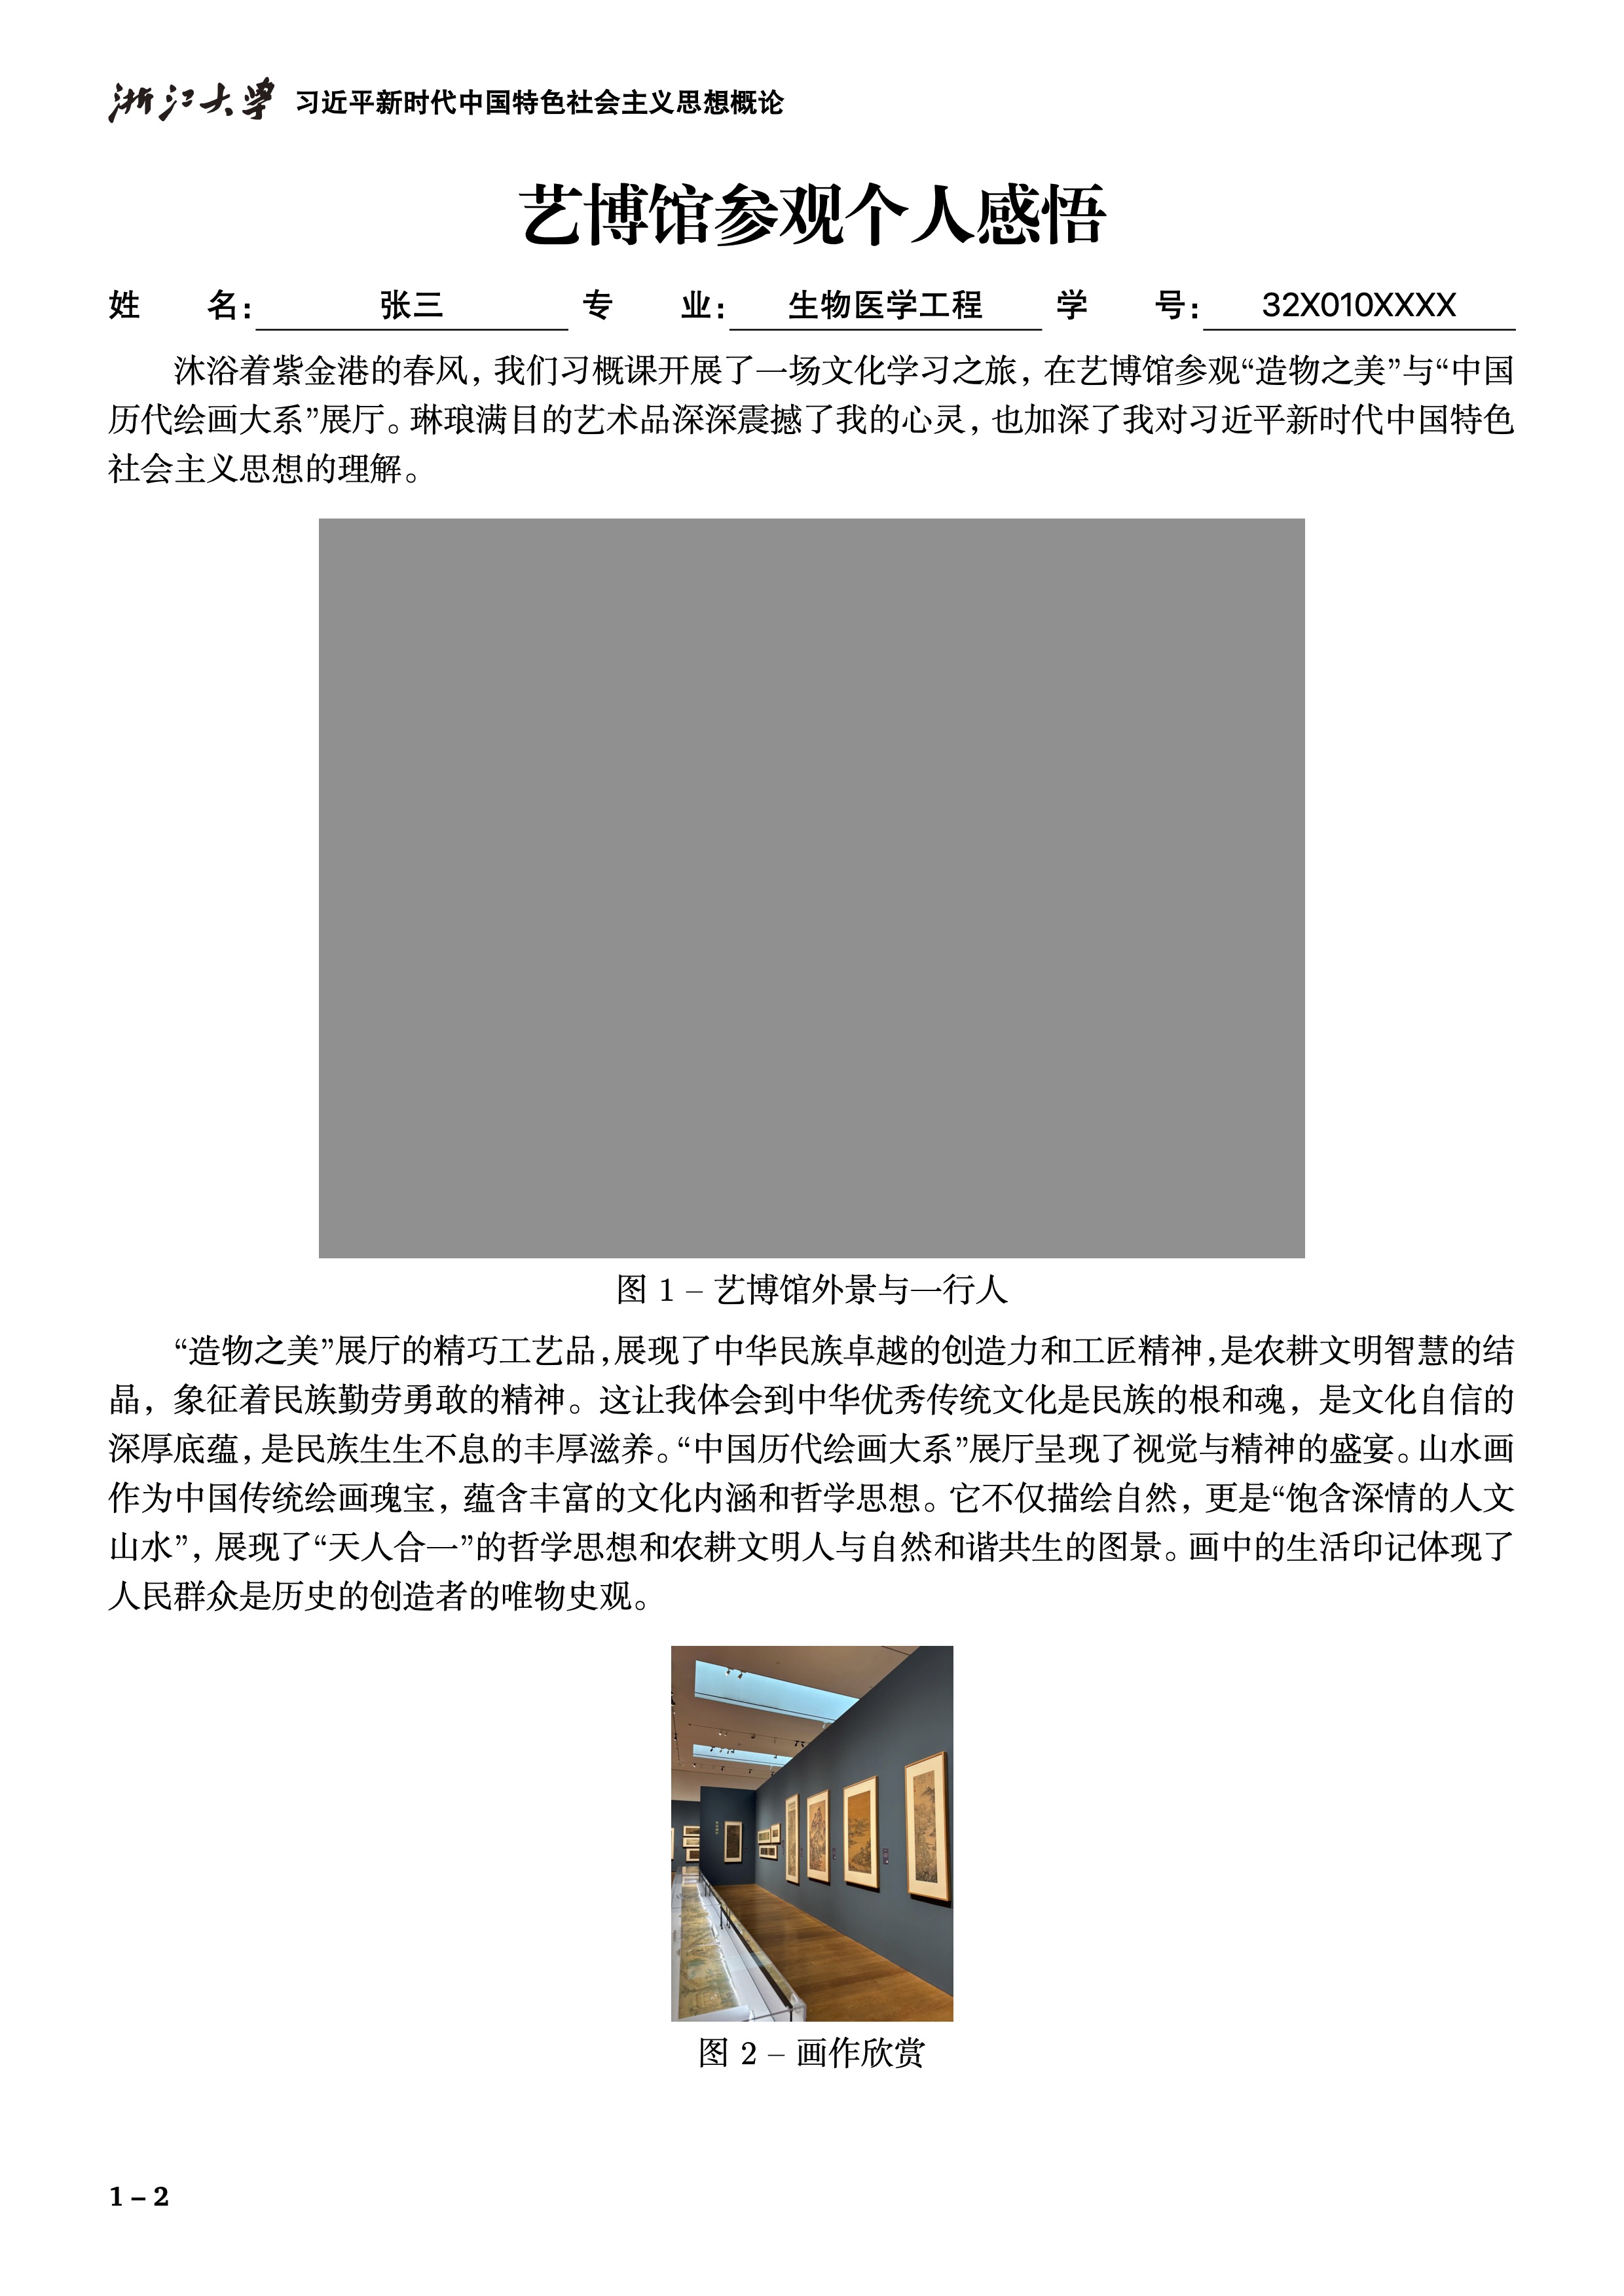 浙江大学 习近平新时代中国特色社会主义思想概论
艺博馆参观个人感悟
姓 名: 张三 专 业: 生物医学工程 学 号: 32X010XXXX
沐浴着紫金港的春风，我们习概课开展了一场文化学习之旅，在艺博馆参观“造物之美”与“中国
历代绘画大系”展厅。琳琅满目的艺术品深深震撼了我的心灵，也加深了我对习近平新时代中国特色
社会主义思想的理解。
图 1 – 艺博馆外景与一行人
“造物之美”展厅的精巧工艺品，展现了中华民族卓越的创造力和工匠精神，是农耕文明智慧的结
晶，象征着民族勤劳勇敢的精神。这让我体会到中华优秀传统文化是民族的根和魂，是文化自信的
深厚底蕴，是民族生生不息的丰厚滋养。“中国历代绘画大系”展厅呈现了视觉与精神的盛宴。山水画
作为中国传统绘画瑰宝，蕴含丰富的文化内涵和哲学思想。它不仅描绘自然，更是“饱含深情的人文
山水”，展现了“天人合一”的哲学思想和农耕文明人与自然和谐共生的图景。画中的生活印记体现了
人民群众是历史的创造者的唯物史观。
图 2 – 画作欣赏
1 – 2